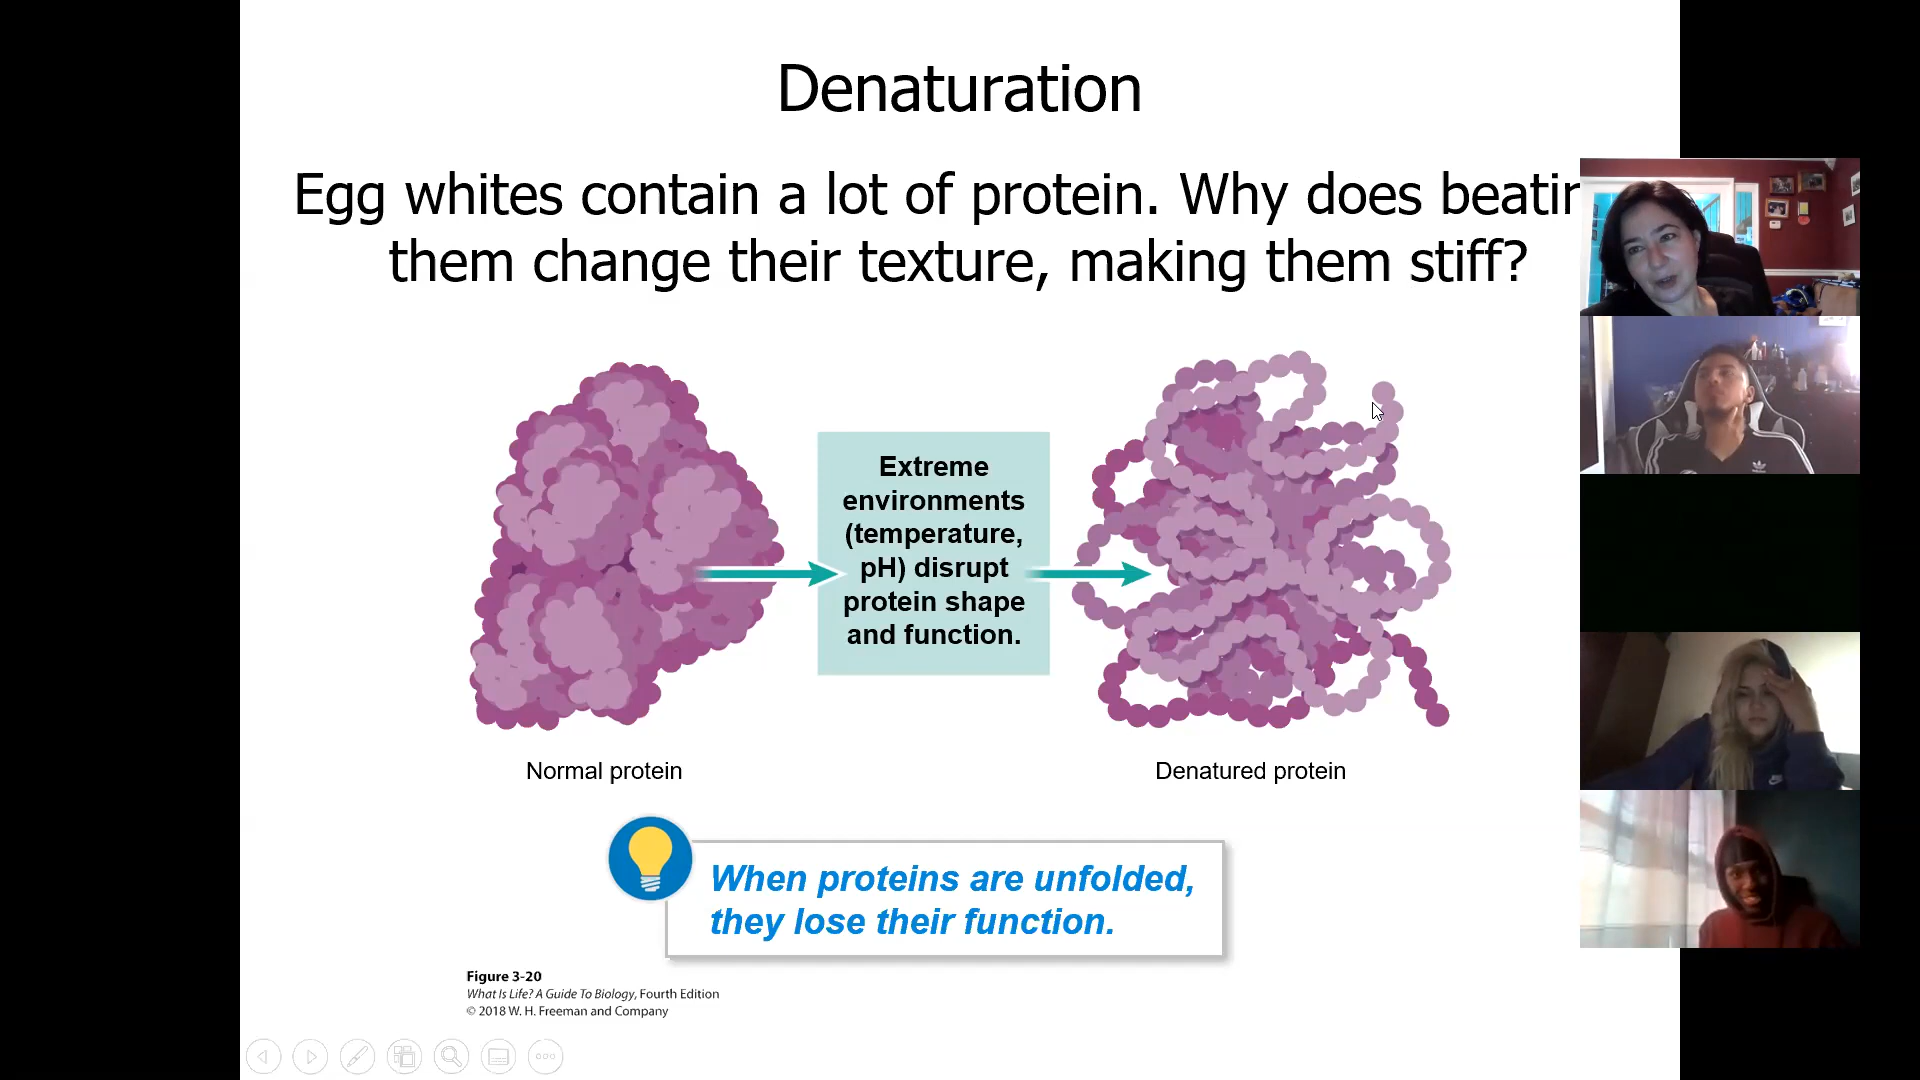 Denaturation
Egg whites contain a lot of protein. Why does beatin
them change their texture, making them stiff?
Extreme
environments
(temperature,
pH) disrupt
protein shape
and function.
Normal protein
Denatured protein
When proteins are unfolded,
they lose their function.
Figure 3-20
What Is Life? A Guide To Biology, Fourth Edition
© 2018 W. H. Freeman and Company